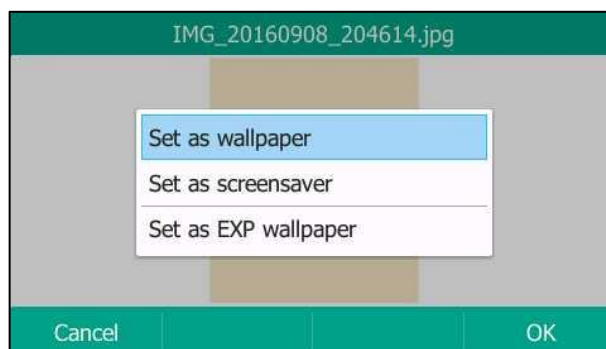 IMG_20160908_204614.jpg
Set as wallpaper
Set as screensaver
Set as EXP wallpaper
Cancel
OK